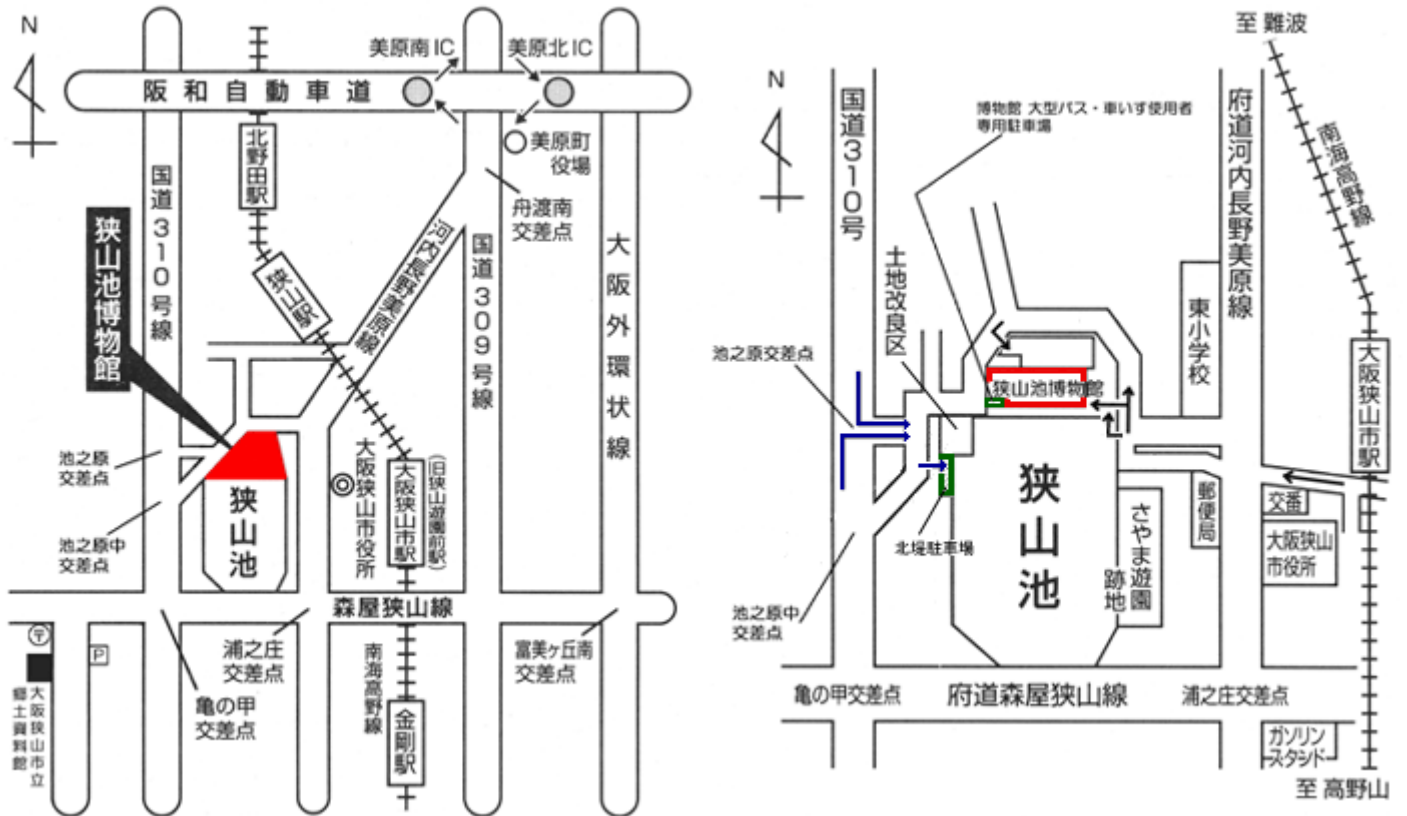 N
美原南IC
美原北IC
阪和自動車道
北野田駅
美原町
役場
国道310号線
舟渡南
交差点
狭山池博物館
狭山駅
河内長野美原線
国道309号線
大阪外環状線
池之原
交差点
大阪狭山市役所
大阪狭山市駅
(旧狭山遊園前駅)
狭山池
池之原中
交差点
森屋狭山線
〒
P
浦之庄
交差点
南海高野線
富美ヶ丘南
交差点
大阪狭山市立
郷土資料館
亀の甲
交差点
金剛駅
至 難波
N
国道310号
博物館 大型バス・車いす使用者
専用駐車場
府道河内長野美原線
南海高野線
土地改良区
東小学校
池之原交差点
狭山池博物館
大阪狭山市駅
狭山池
郵便局
交番
さやま遊園
跡地
大阪狭山
市役所
北堤駐車場
池之原中
交差点
亀の甲交差点
府道森屋狭山線
浦之庄交差点
ガソリン
スタンド
至 高野山